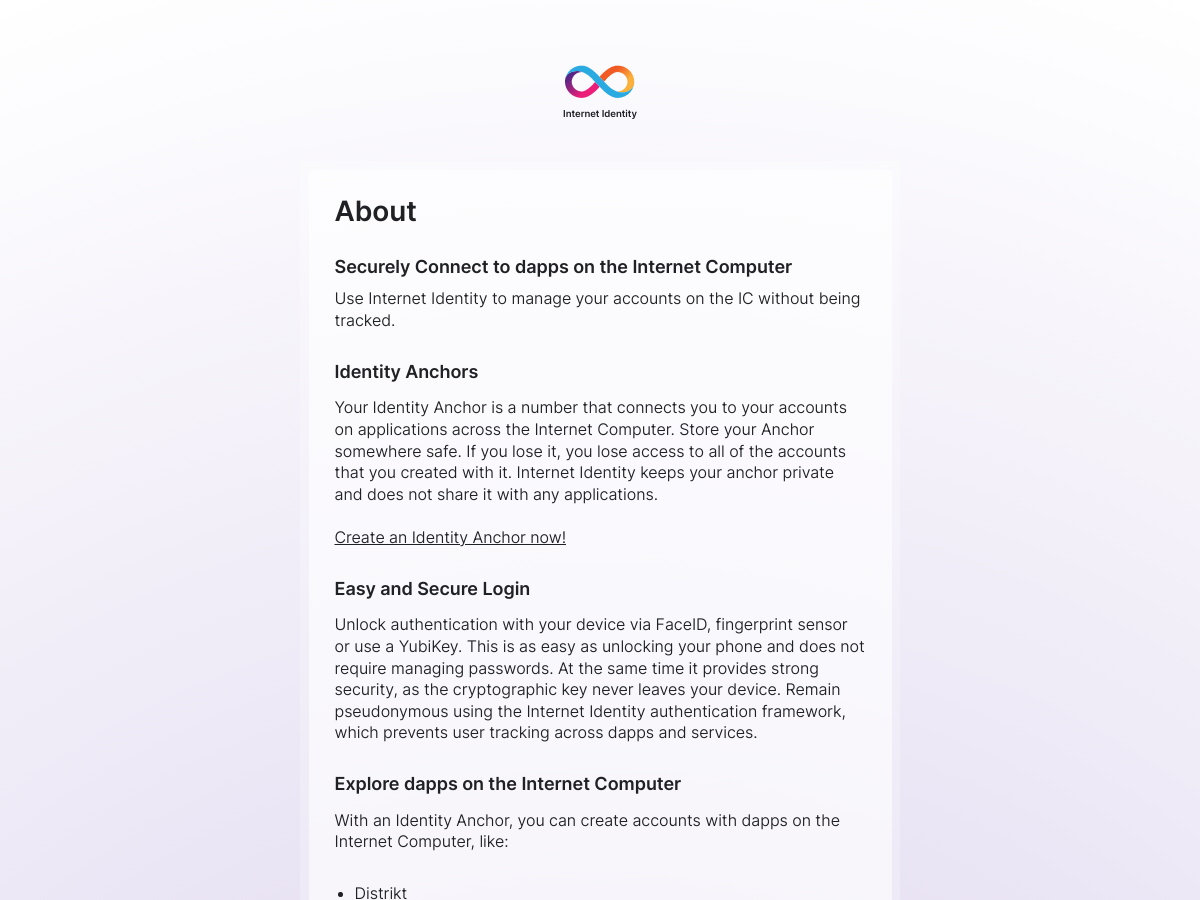 Internet Identity
About
Securely Connect to dapps on the Internet Computer
Use Internet Identity to manage your accounts on the IC without being
tracked.
Identity Anchors
Your Identity Anchor is a number that connects you to your accounts
on applications across the Internet Computer. Store your Anchor
somewhere safe. If you lose it, you lose access to all of the accounts
that you created with it. Internet Identity keeps your anchor private
and does not share it with any applications.
Create an Identity Anchor now!
Easy and Secure Login
Unlock authentication with your device via FaceID, fingerprint sensor
or use a YubiKey. This is as easy as unlocking your phone and does not
require managing passwords. At the same time it provides strong
security, as the cryptographic key never leaves your device. Remain
pseudonymous using the Internet Identity authentication framework,
which prevents user tracking across dapps and services.
Explore dapps on the Internet Computer
With an Identity Anchor, you can create accounts with dapps on the
Internet Computer, like:
• Distrikt